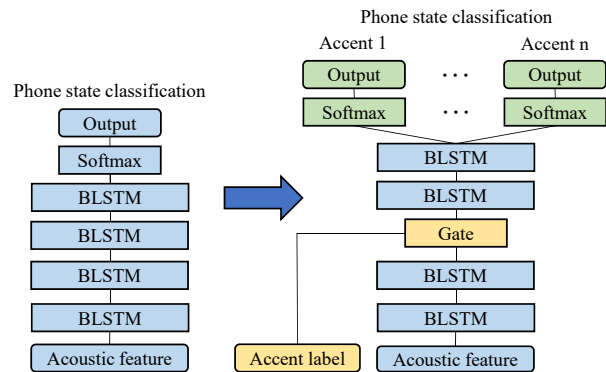 Phone state classification
Output
Softmax
BLSTM
BLSTM
BLSTM
BLSTM
Acoustic feature
Phone state classification
Accent 1
Accent n
Output
...
Output
Softmax
...
Softmax
BLSTM
BLSTM
Gate
BLSTM
BLSTM
Accent label
Acoustic feature